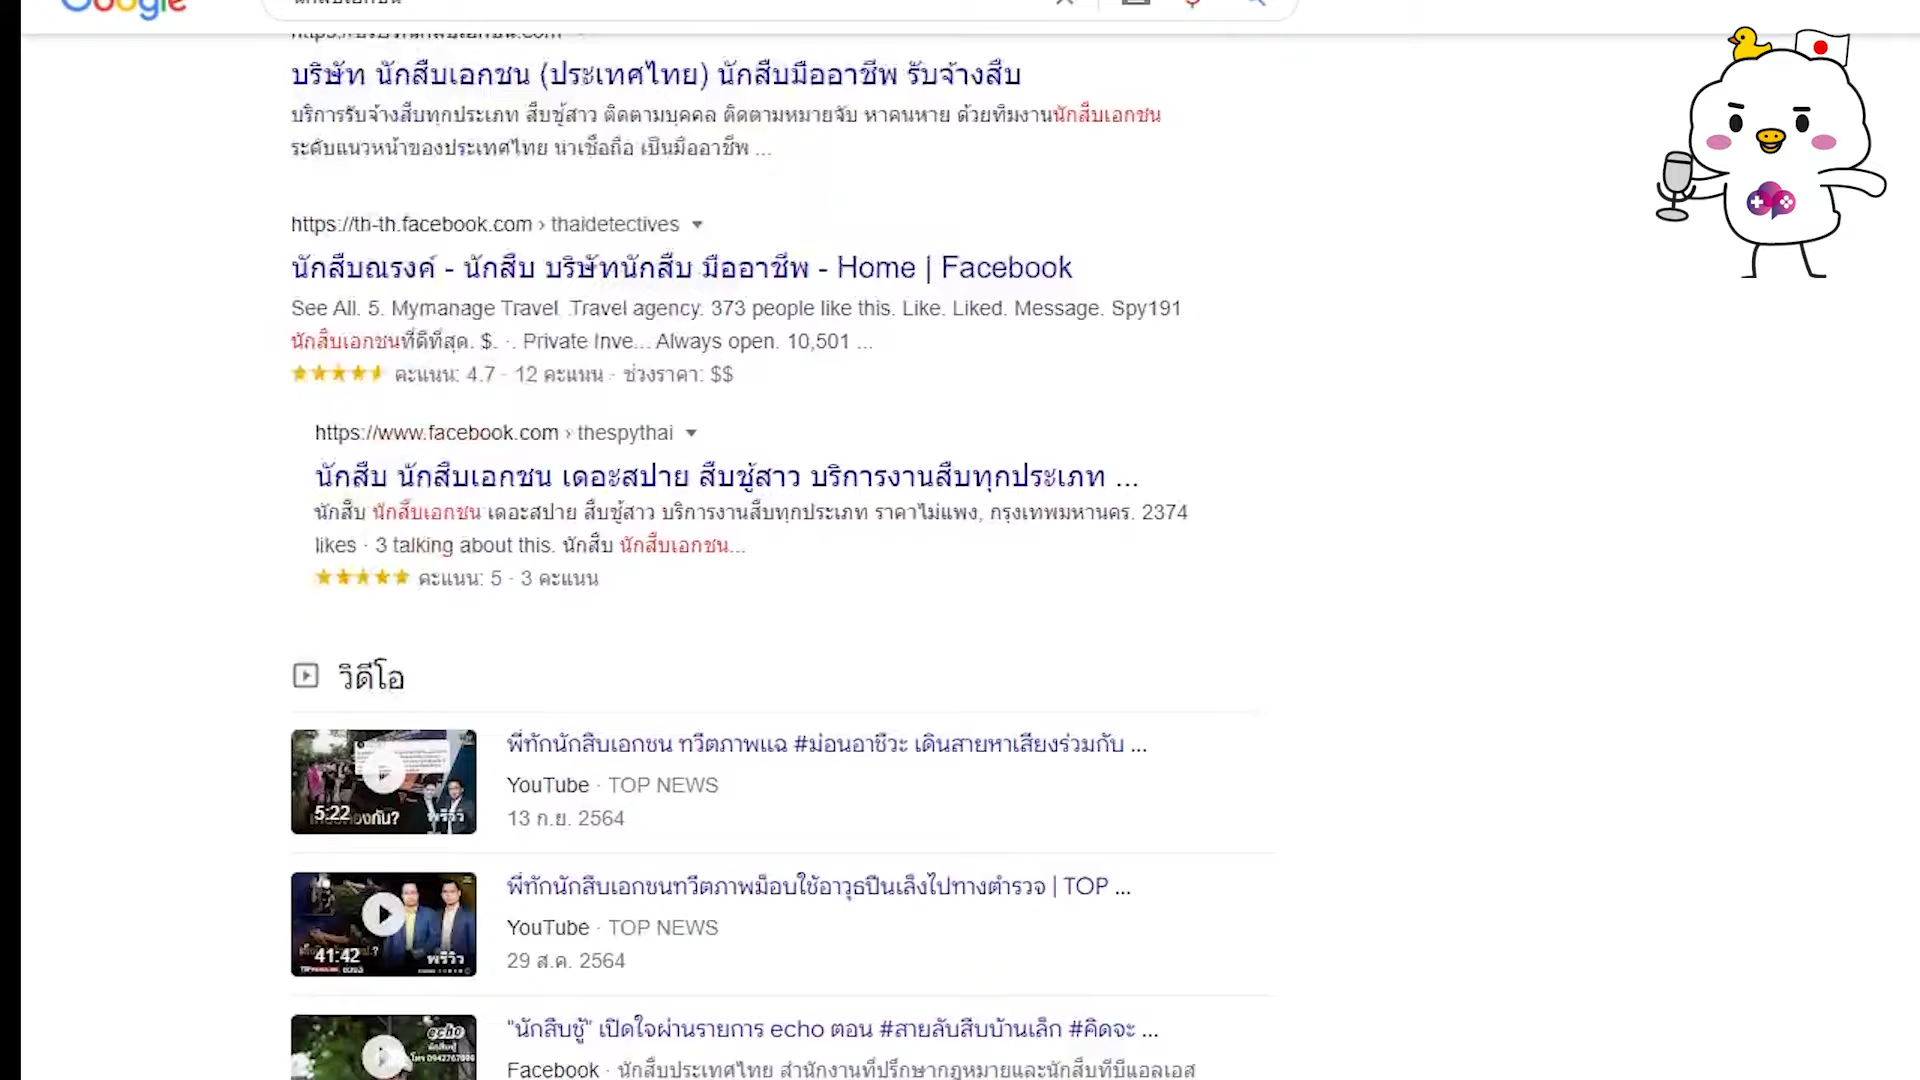 Google
นักสืบเอกชน
บริษัท นักสืบเอกชน (ประเทศไทย) นักสืบมืออาชีพ รับจ้างสืบ
บริการรับจ้างสืบทุกประเภท สืบชู้สาว ติดตามบุคคล ติดตามหมายจับ หาคนหาย ด้วยทีมงานนักสืบเอกชน
ระดับแนวหน้าของประเทศไทย น่าเชื่อถือ เป็นมืออาชีพ ...
https://th-th.facebook.com › thaidetectives
นักสืบณรงค์ - นักสืบ บริษัทนักสืบ มืออาชีพ - Home | Facebook
See All. 5. Mymanage Travel. Travel agency. 373 people like this. Like. Liked. Message. Spy191
นักสืบเอกชนที่ดีที่สุด. $. ·. Private Inve... Always open. 10,501 ...
คะแนน: 4.7 · 12 คะแนน · ช่วงราคา: $$
https://www.facebook.com › thespythai
นักสืบ นักสืบเอกชน เดอะสปาย สืบชู้สาว บริการงานสืบทุกประเภท ...
นักสืบ นักสืบเอกชน เดอะสปาย สืบชู้สาว บริการงานสืบทุกประเภท ราคาไม่แพง, กรุงเทพมหานคร. 2374
likes · 3 talking about this. นักสืบ นักสืบเอกชน...
คะแนน: 5 · 3 คะแนน
วิดีโอ
พี่ทักนักสืบเอกชน ทวีตภาพแฉ #ม่อนอาชีวะ เดินสายหาเสียงร่วมกับ ...
YouTube · TOP NEWS
13 ก.ย. 2564
5:22
พรีวิว
พี่ทักนักสืบเอกชนทวีตภาพม็อบใช้อาวุธปืนเล็งไปทางตำรวจ | TOP ...
YouTube · TOP NEWS
29 ส.ค. 2564
41:42
พรีวิว
"นักสืบชู้" เปิดใจผ่านรายการ echo ตอน #สายลับสืบบ้านเล็ก #คิดจะ ...
Facebook · นักสืบประเทศไทย สำนักงานที่ปรึกษากฎหมายและนักสืบทีบีแอลเอส
echo
นักสืบชู้